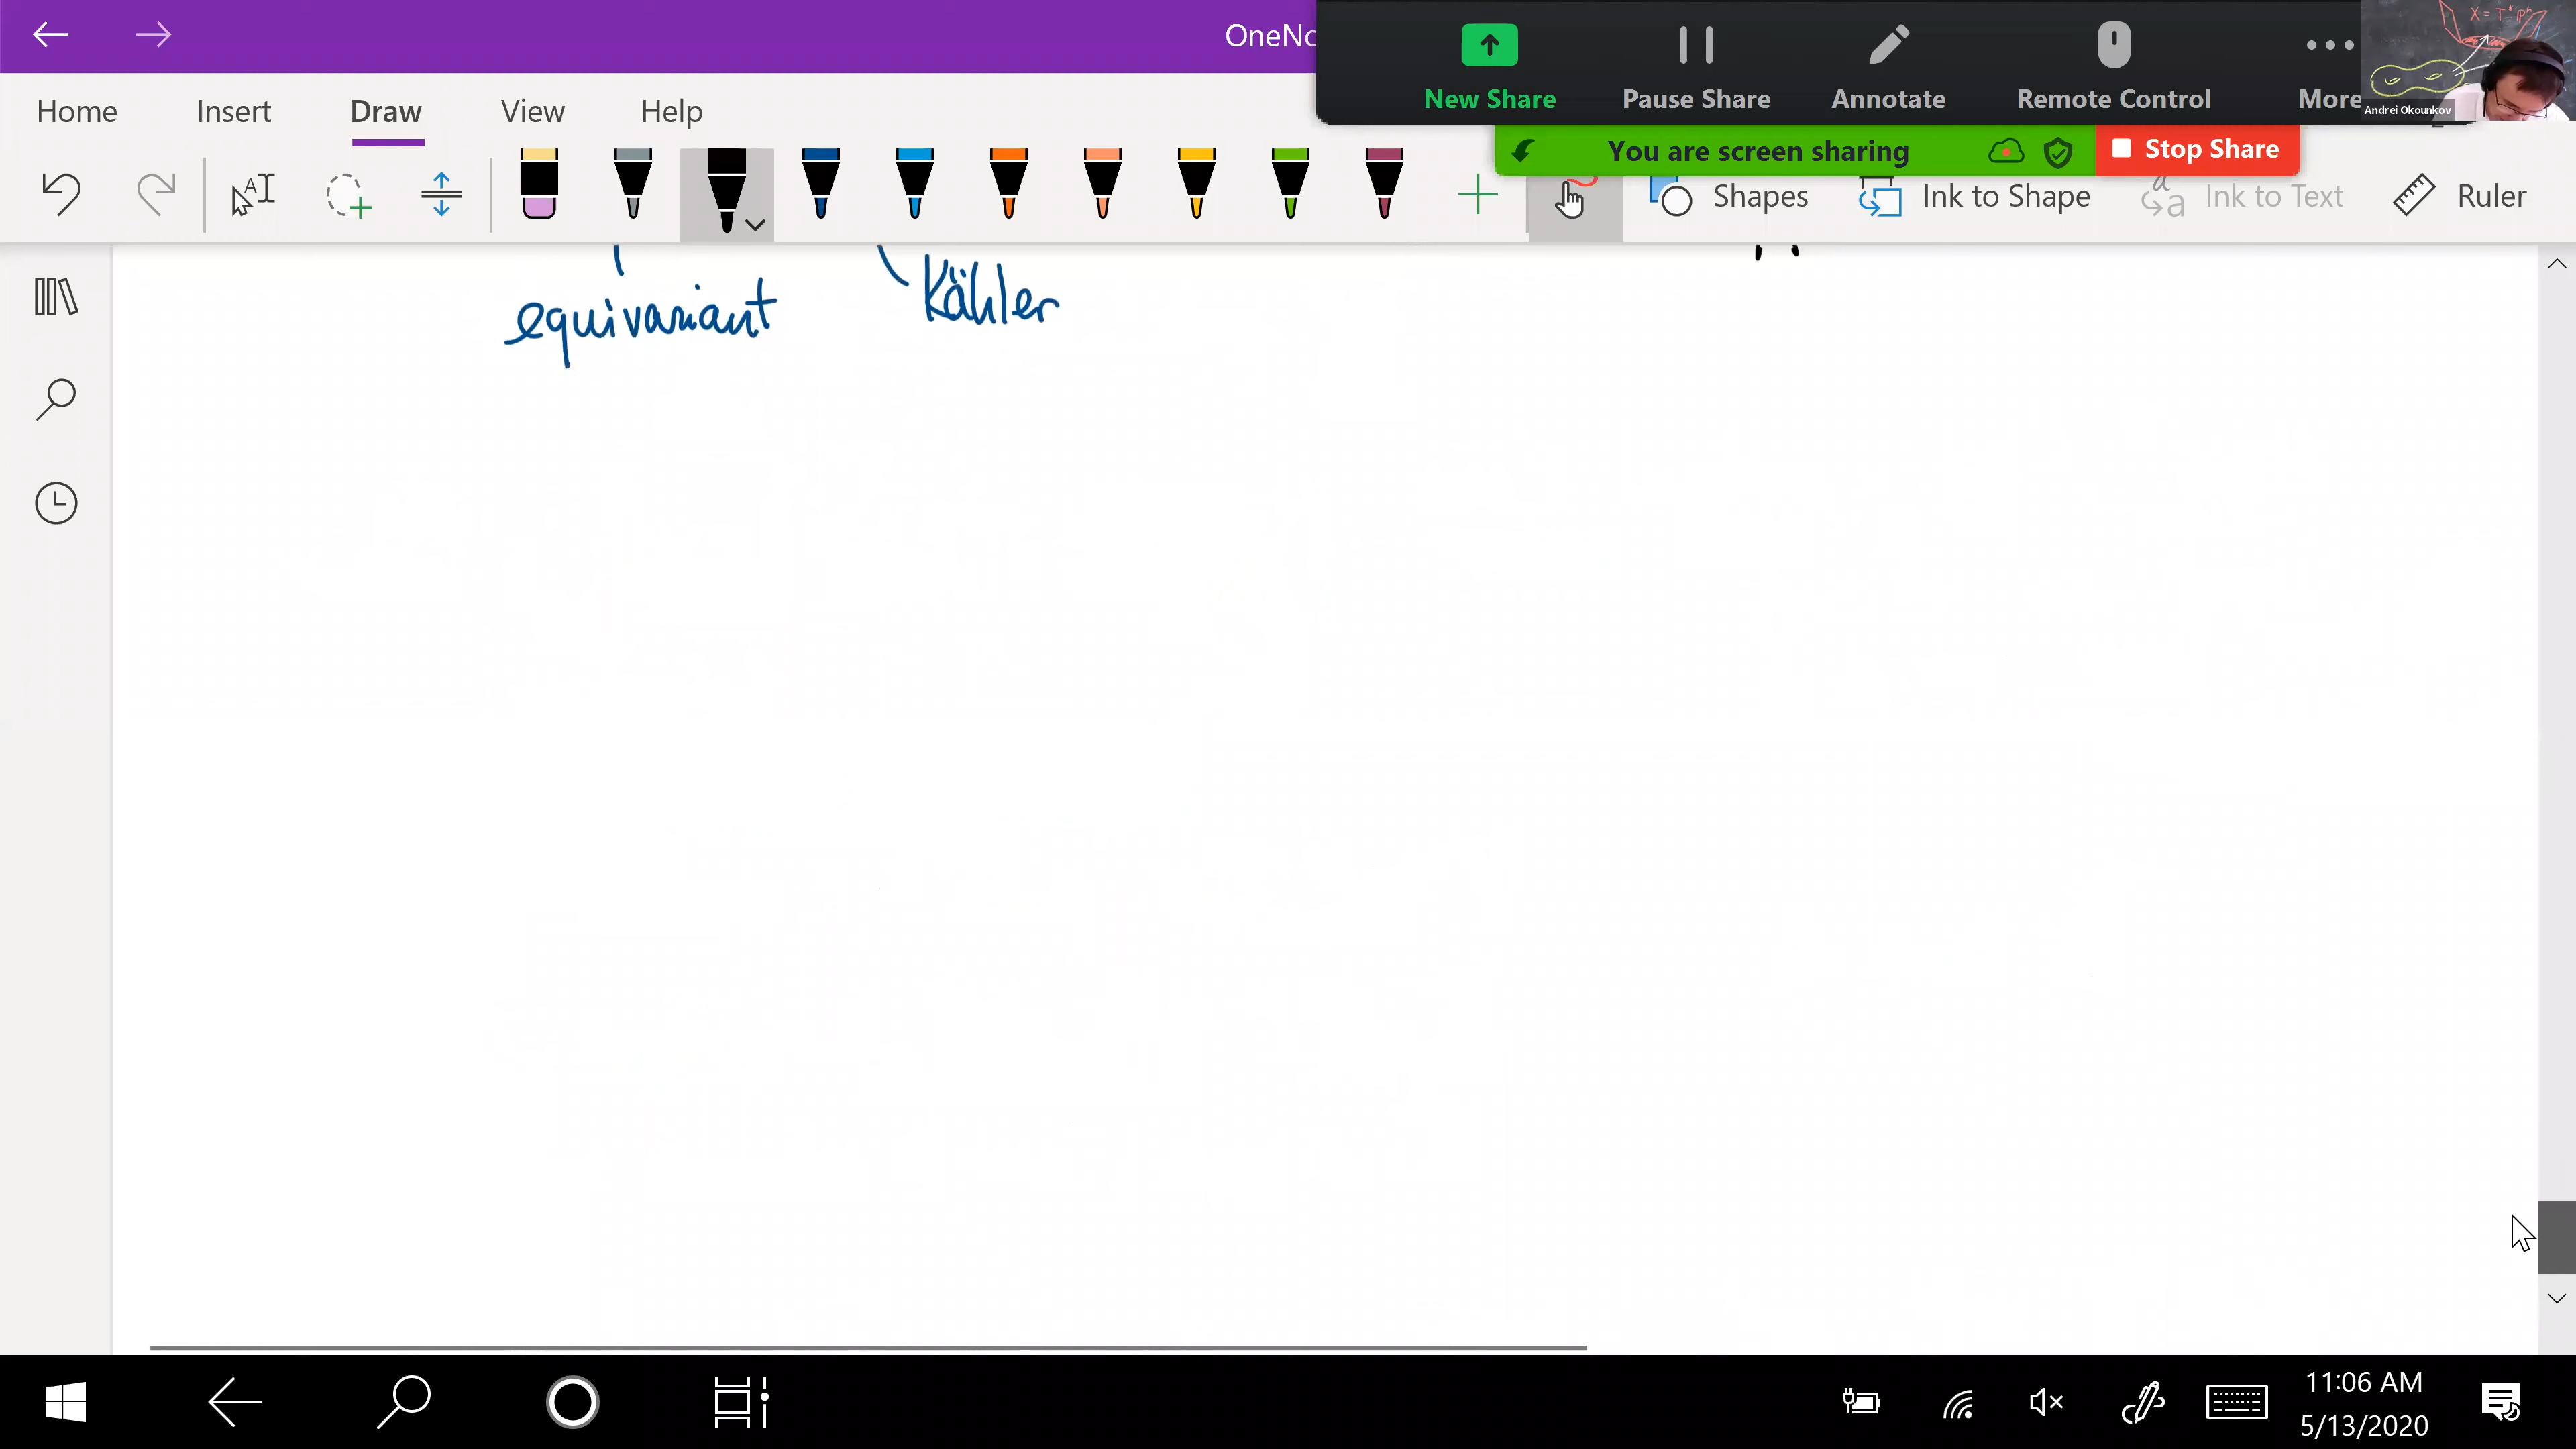 OneNo
New Share
Pause Share
Annotate
Remote Control
More
X = T*Pⁿ
Andrei Okounkov
Home
Insert
Draw
View
Help
You are screen sharing
Stop Share
Shapes
Ink to Shape
Ink to Text
Ruler
equivariant
Kähler
11:06 AM
5/13/2020